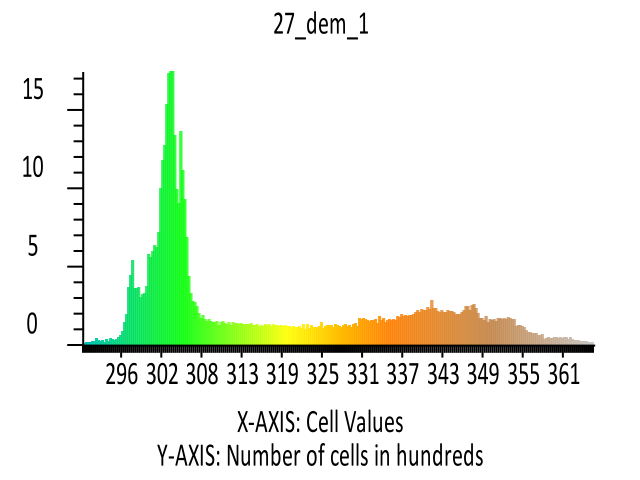 27_dem_1
15
10
5
0
296 302 308 313 319 325 331 337 343 349 355 361
X-AXIS: Cell Values
Y-AXIS: Number of cells in hundreds